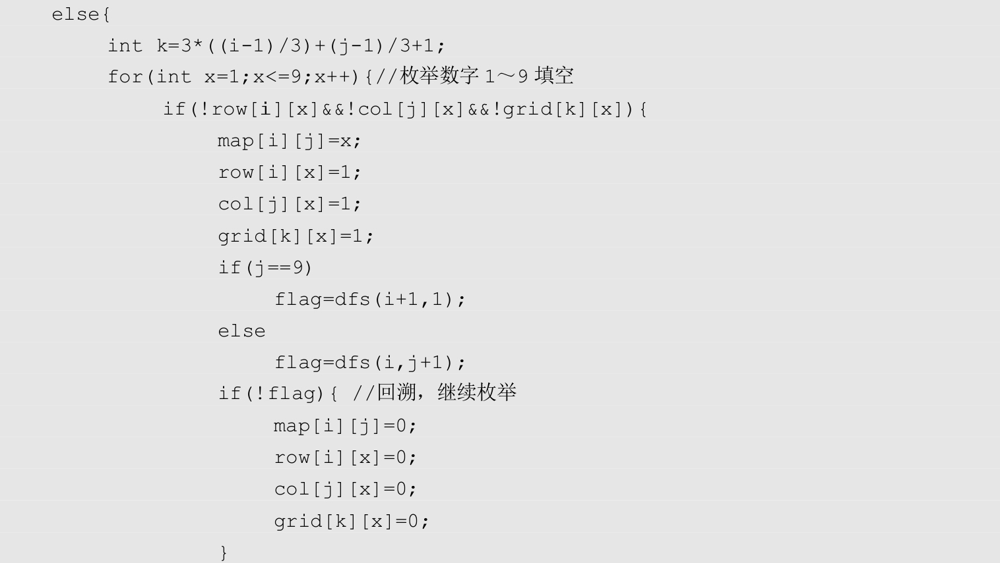 else{
int k=3*((i-1)/3)+(j-1)/3+1;
for(int x=1;x<=9;x++){//枚举数字1～9填空
if(!row[i][x]&&!col[j][x]&&!grid[k][x]){
map[i][j]=x;
row[i][x]=1;
col[j][x]=1;
grid[k][x]=1;
if(j==9)
flag=dfs(i+1,1);
else
flag=dfs(i,j+1);
if(!flag){ //回溯，继续枚举
map[i][j]=0;
row[i][x]=0;
col[j][x]=0;
grid[k][x]=0;
}